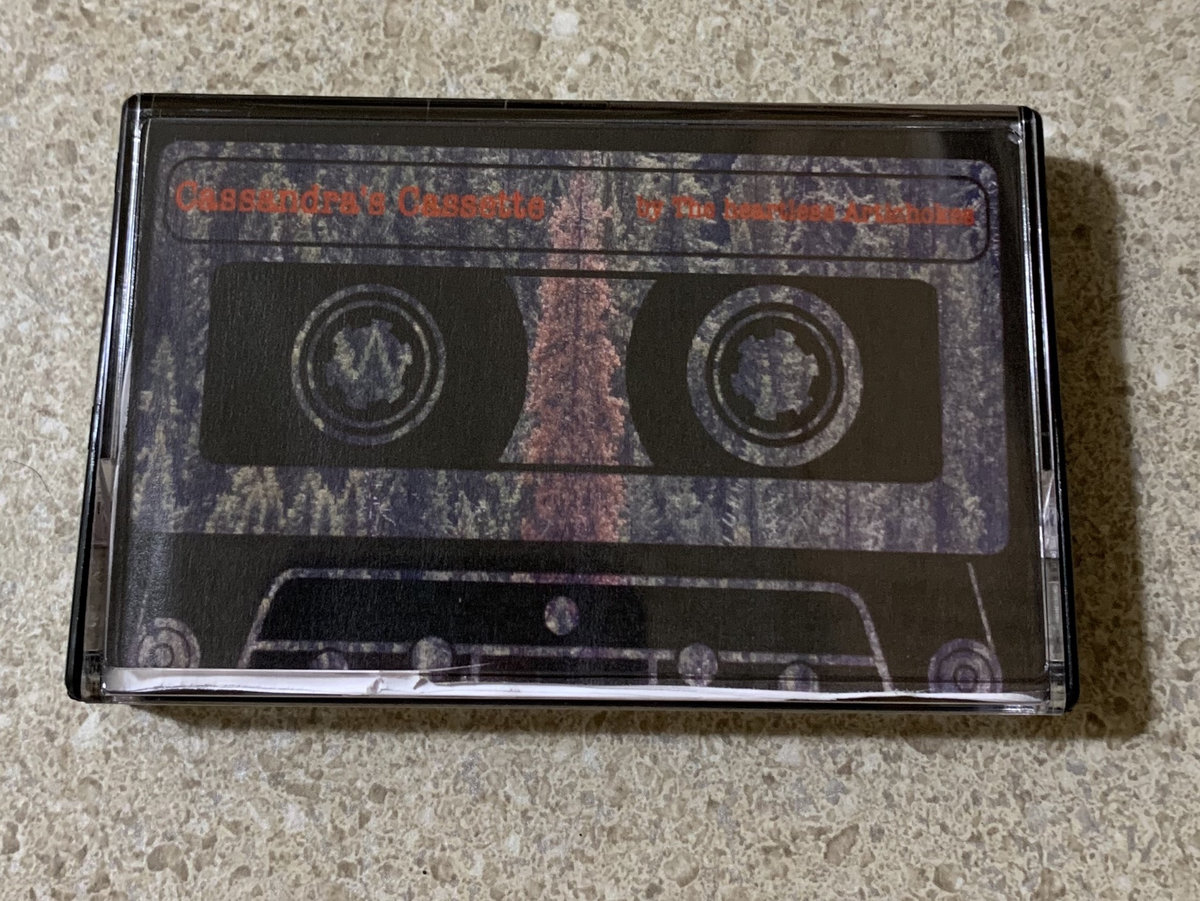 Cassandra's Cassette
by The heartless Artichokes